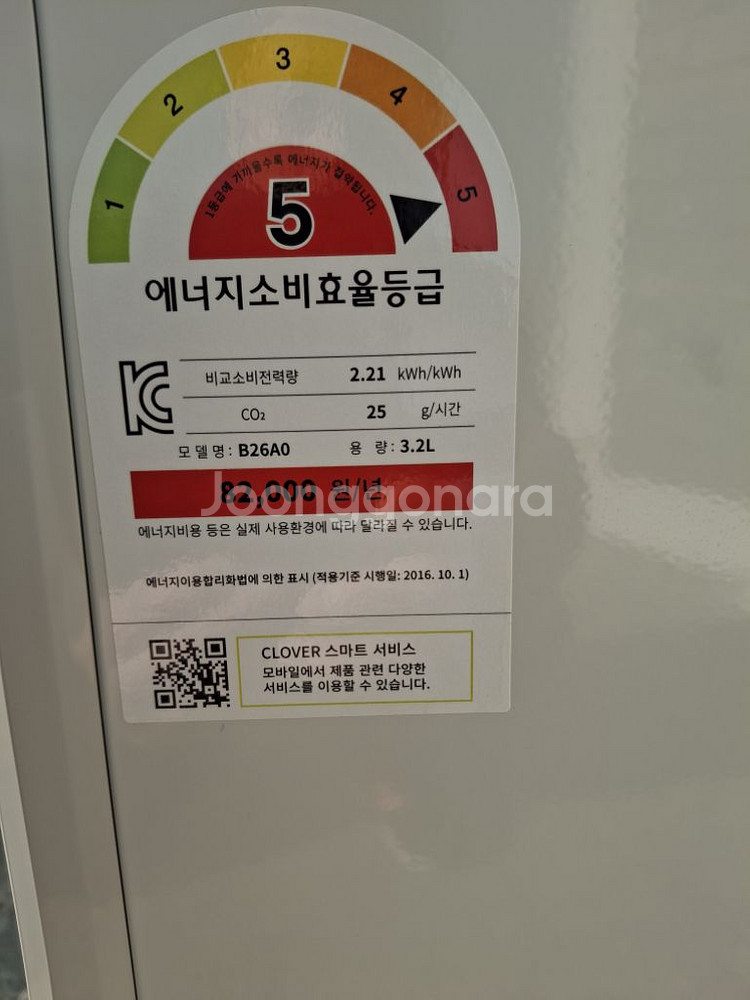 1 2 3 4 5
1등급에 가까울수록 에너지가 절약됩니다.
5
에너지소비효율등급
비교소비전력량 2.21 kWh/kWh
CO₂ 25 g/시간
모델명: B26A0 용 량: 3.2L
82,000 원/년
Joonggonara
에너지비용 등은 실제 사용환경에 따라 달라질 수 있습니다.
에너지이용합리화법에 의한 표시 (적용기준 시행일: 2016. 10. 1)
CLOVER 스마트 서비스
모바일에서 제품 관련 다양한
서비스를 이용할 수 있습니다.